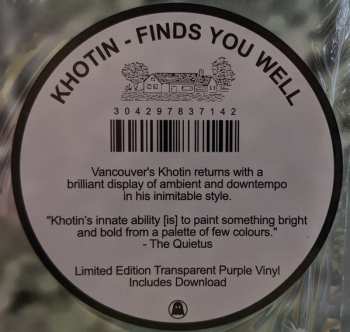 KHOTIN - FINDS YOU WELL
304297837142
Vancouver's Khotin returns with a
brilliant display of ambient and downtempo
in his inimitable style.
"Khotin's innate ability [is] to paint something bright
and bold from a palette of few colours."
- The Quietus
Limited Edition Transparent Purple Vinyl
Includes Download